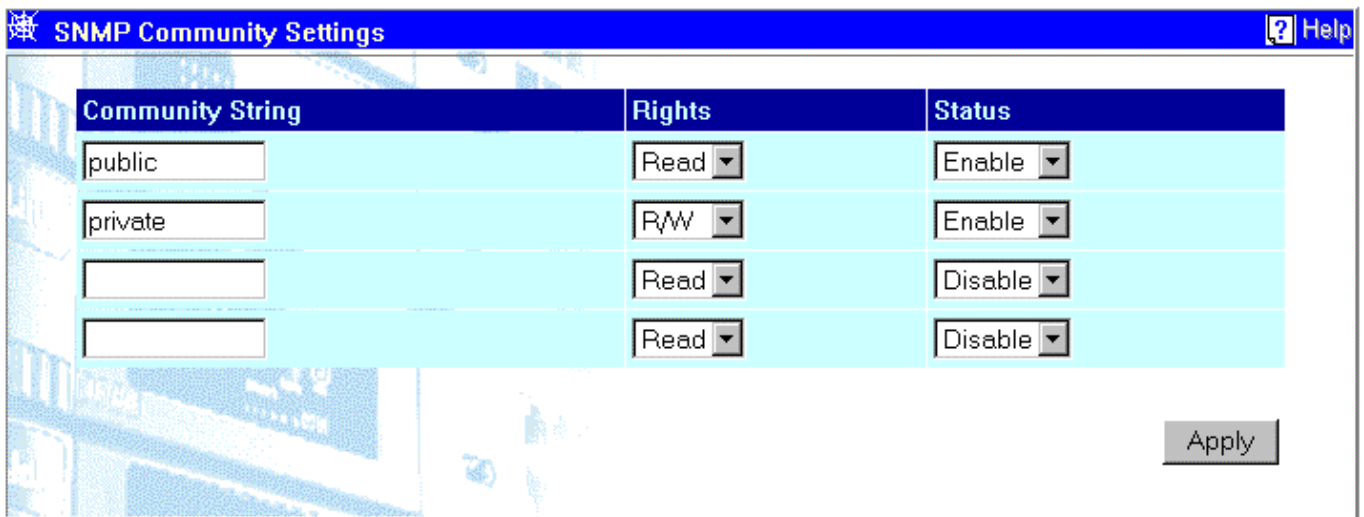 SNMP Community Settings ? Help
Community String Rights Status
public Read Enable
private R/W Enable
Read Disable
Read Disable
Apply